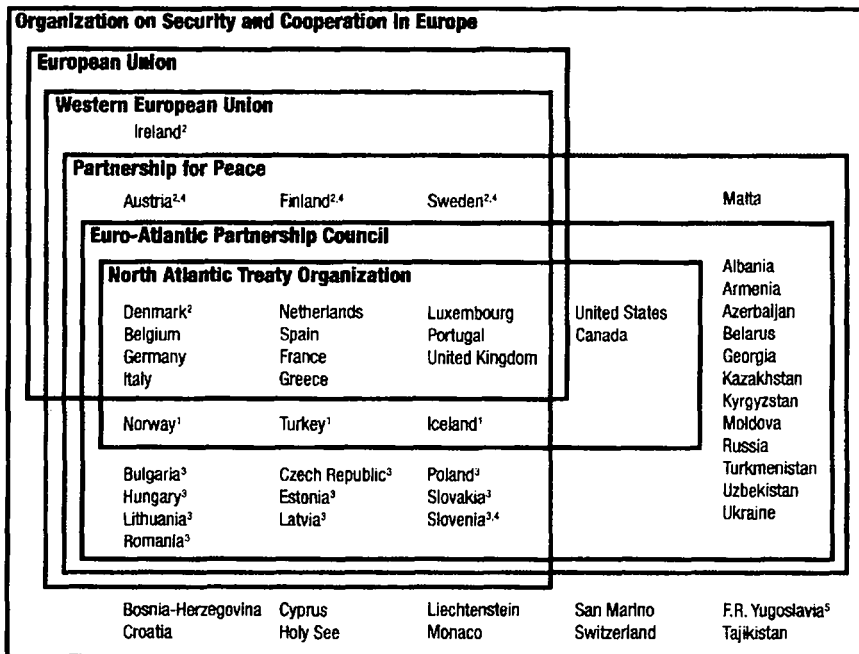 Organization on Security and Cooperation in Europe
European Union
Western European Union
Ireland²
Partnership for Peace
Austria²,⁴ Finland²,⁴ Sweden²,⁴ Malta
Euro-Atlantic Partnership Council
North Atlantic Treaty Organization
Denmark² Netherlands Luxembourg United States
Belgium Spain Portugal Canada
Germany France United Kingdom
Italy Greece
Norway¹ Turkey¹ Iceland¹
Albania
Armenia
Azerbaijan
Belarus
Georgia
Kazakhstan
Kyrgyzstan
Moldova
Russia
Turkmenistan
Uzbekistan
Ukraine
Bulgaria³ Czech Republic³ Poland³
Hungary³ Estonia³ Slovakia³
Lithuania³ Latvia³ Slovenia³,⁴
Romania³
Bosnia-Herzegovina Cyprus Liechtenstein San Marino F.R. Yugoslavia⁵
Croatia Holy See Monaco Switzerland Tajikistan